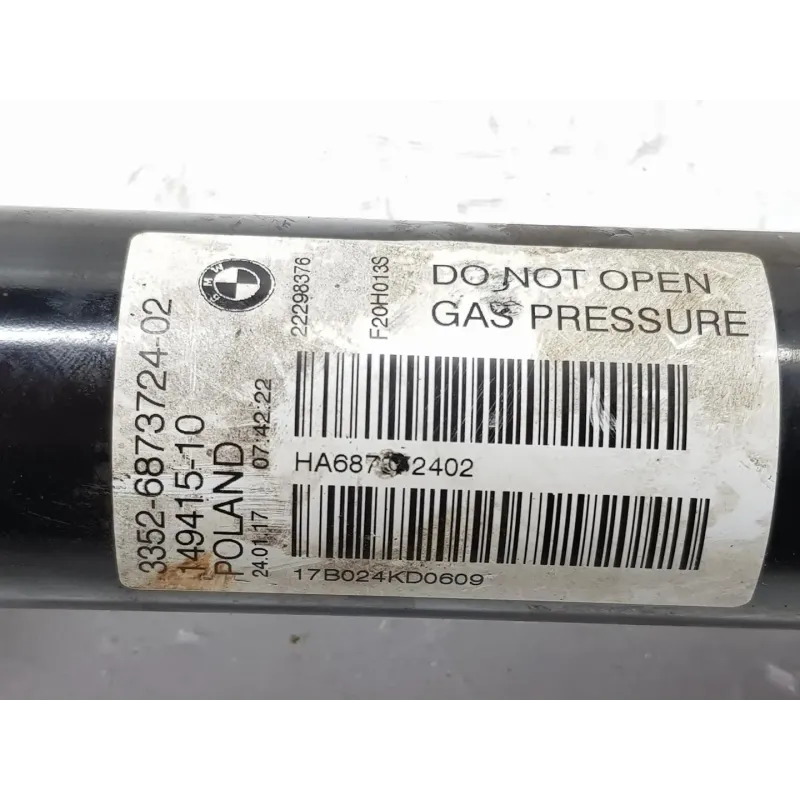 BMW
3352-6873724-02
149415-10
POLAND
24.01.17 07:42:22
22298376
F20H013S
DO NOT OPEN
GAS PRESSURE
17B024KD0609